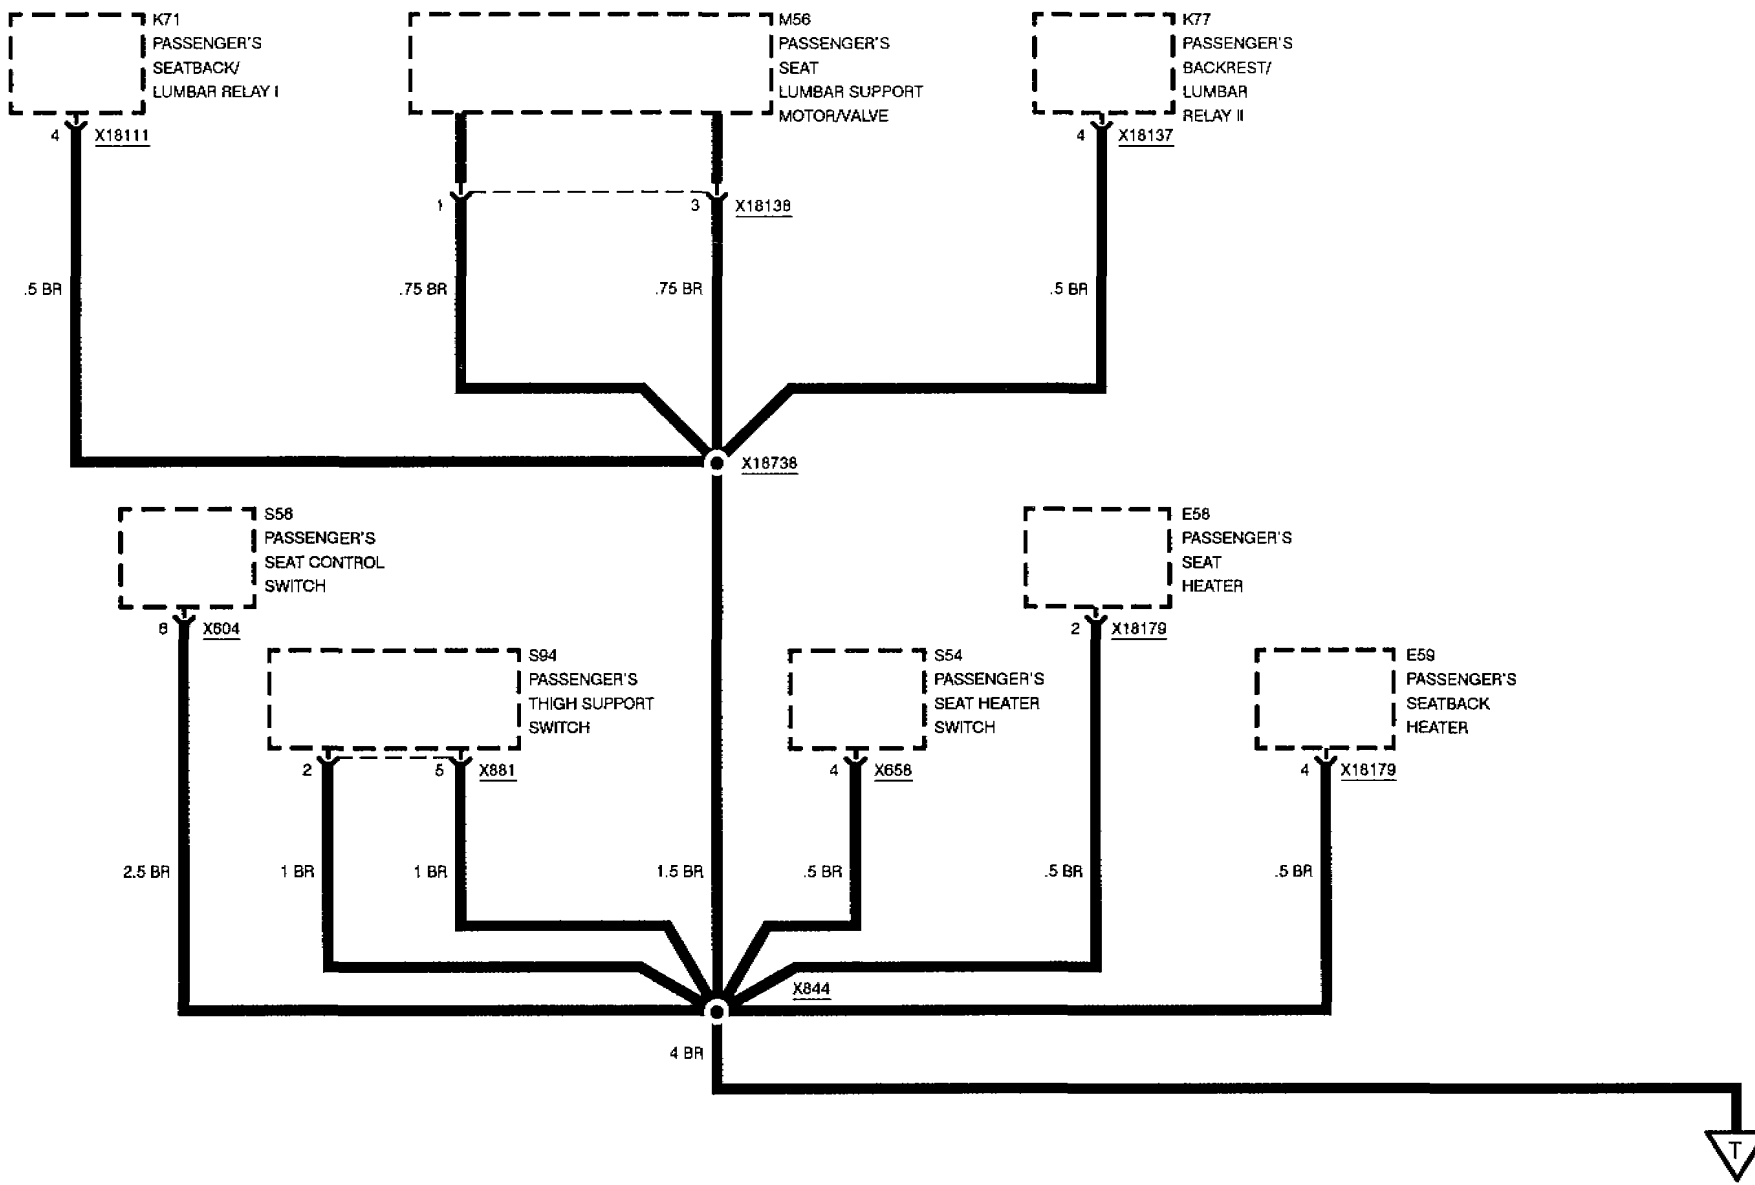 K71
PASSENGER'S
SEATBACK/
LUMBAR RELAY I
4
X18111
M56
PASSENGER'S
SEAT
LUMBAR SUPPORT
MOTOR/VALVE
K77
PASSENGER'S
BACKREST/
LUMBAR
RELAY II
4
X18137
1
3
X18138
.5 BR
.75 BR
.75 BR
.5 BR
X18738
S58
PASSENGER'S
SEAT CONTROL
SWITCH
6
X604
E58
PASSENGER'S
SEAT
HEATER
2
X18179
S94
PASSENGER'S
THIGH SUPPORT
SWITCH
2
5
X881
S54
PASSENGER'S
SEAT HEATER
SWITCH
4
X658
E59
PASSENGER'S
SEATBACK
HEATER
4
X18179
2.5 BR
1 BR
1 BR
1.5 BR
.5 BR
.5 BR
.5 BR
X844
4 BR
T